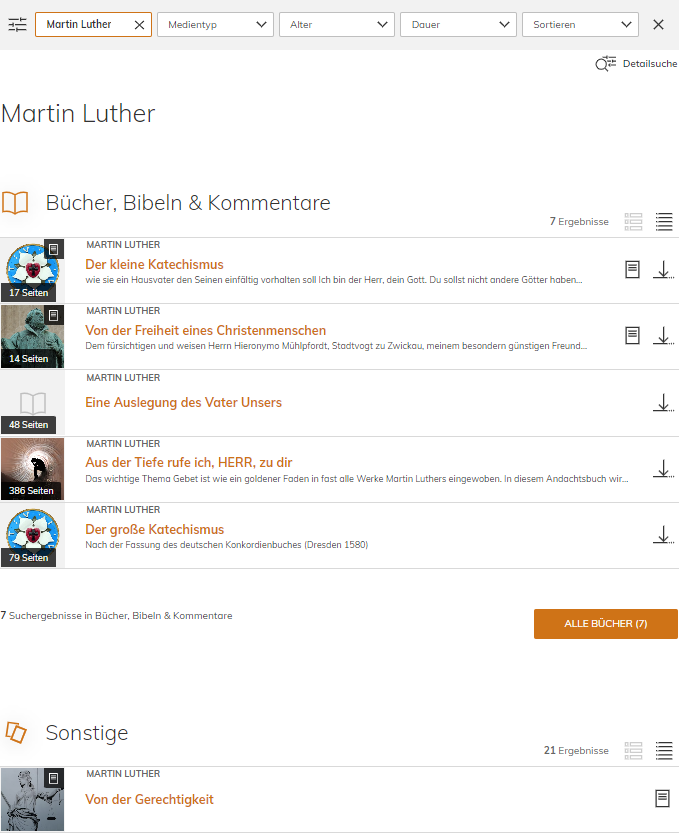 Martin Luther
Medientyp
Alter
Dauer
Sortieren
Detailsuche
Martin Luther
Bücher, Bibeln & Kommentare
7 Ergebnisse
MARTIN LUTHER
Der kleine Katechismus
wie sie ein Hausvater den Seinen einfältig vorhalten soll Ich bin der Herr, dein Gott. Du sollst nicht andere Götter haben...
17 Seiten
MARTIN LUTHER
Von der Freiheit eines Christenmenschen
Dem fürsichtigen und weisen Herrn Hieronymo Mühlpfordt, Stadtvogt zu Zwickau, meinem besondern günstigen Freund...
14 Seiten
MARTIN LUTHER
Eine Auslegung des Vater Unsers
48 Seiten
MARTIN LUTHER
Aus der Tiefe rufe ich, HERR, zu dir
Das wichtige Thema Gebet ist wie ein goldener Faden in fast alle Werke Martin Luthers eingewoben. In diesem Andachtsbuch wir...
386 Seiten
MARTIN LUTHER
Der große Katechismus
Nach der Fassung des deutschen Konkordienbuches (Dresden 1580)
79 Seiten
7 Suchergebnisse in Bücher, Bibeln & Kommentare
ALLE BÜCHER (7)
Sonstige
21 Ergebnisse
MARTIN LUTHER
Von der Gerechtigkeit